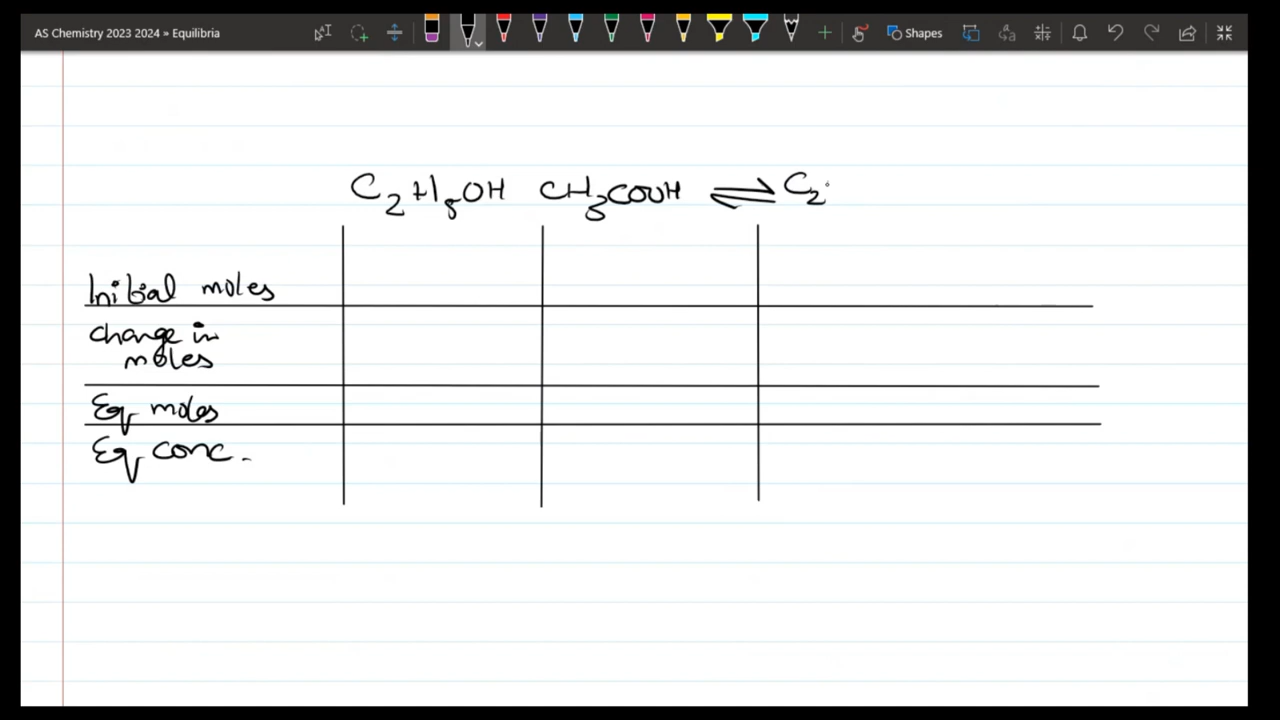 AS Chemistry 2023 2024 » Equilibria
Shapes
C₂H₅OH CH₃COOH ⇌ C₂
Initial moles
change in
moles
Eq moles
Eq conc.